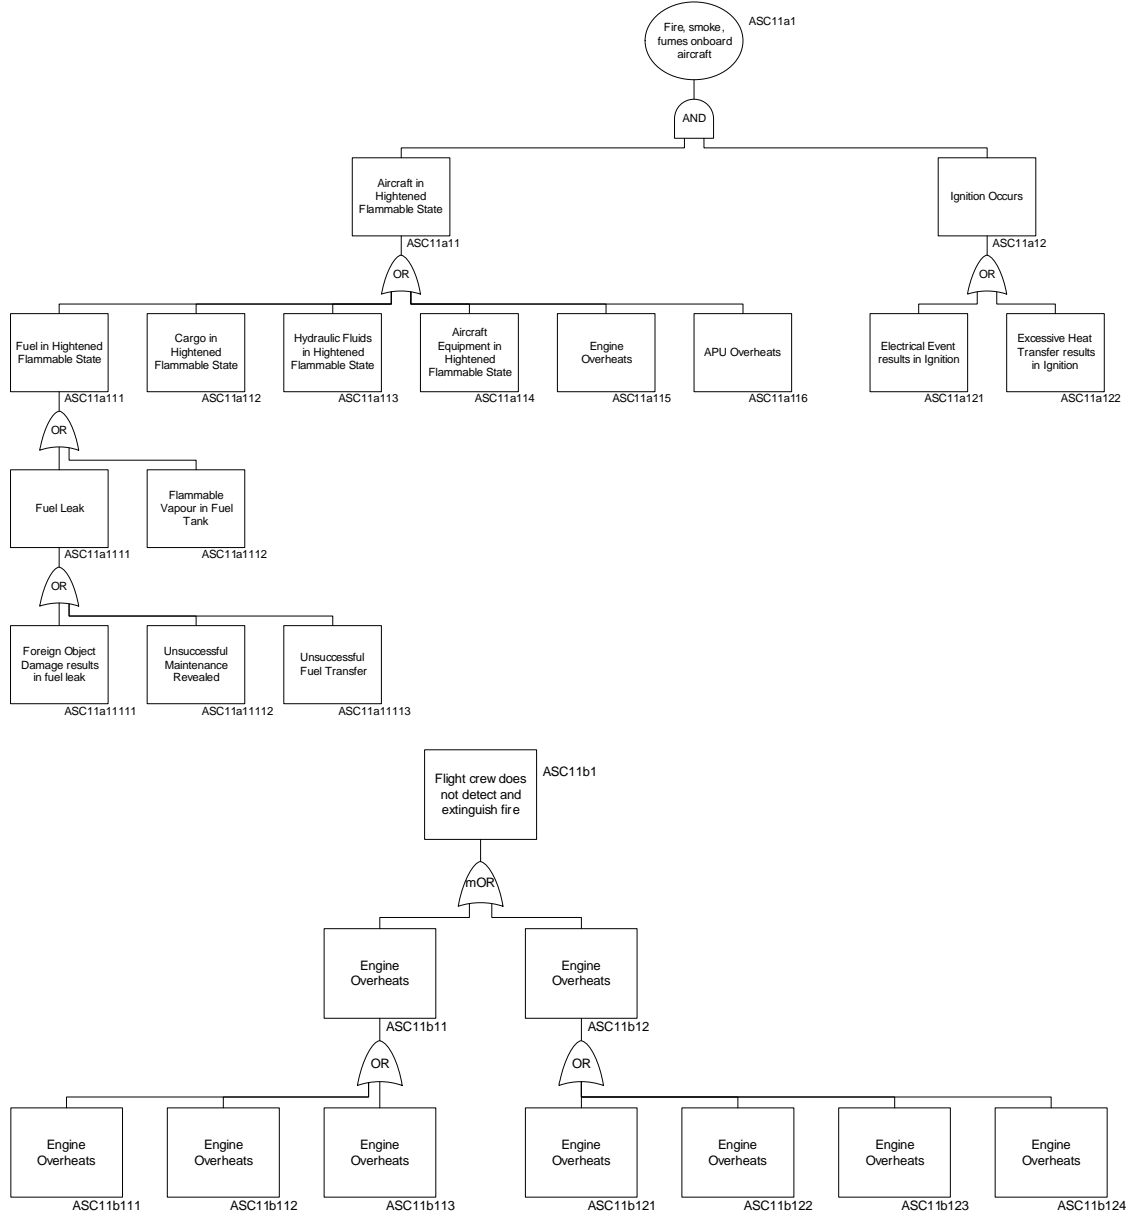 Fire, smoke,
fumes onboard
aircraft
ASC11a1
AND
Aircraft in
Hightened
Flammable State
ASC11a11
Ignition Occurs
ASC11a12
OR
OR
Fuel in Hightened
Flammable State
ASC11a111
Cargo in
Hightened
Flammable State
ASC11a112
Hydraulic Fluids
in Hightened
Flammable State
ASC11a113
Aircraft
Equipment in
Hightened
Flammable State
ASC11a114
Engine
Overheats
ASC11a115
APU Overheats
ASC11a116
Electrical Event
results in Ignition
ASC11a121
Excessive Heat
Transfer results
in Ignition
ASC11a122
OR
Fuel Leak
ASC11a1111
Flammable
Vapour in Fuel
Tank
ASC11a1112
OR
Foreign Object
Damage results
in fuel leak
ASC11a11111
Unsuccessful
Maintenance
Revealed
ASC11a11112
Unsuccessful
Fuel Transfer
ASC11a11113
Flight crew does
not detect and
extinguish fire
ASC11b1
mOR
Engine
Overheats
ASC11b11
Engine
Overheats
ASC11b12
OR
OR
Engine
Overheats
ASC11b111
Engine
Overheats
ASC11b112
Engine
Overheats
ASC11b113
Engine
Overheats
ASC11b121
Engine
Overheats
ASC11b122
Engine
Overheats
ASC11b123
Engine
Overheats
ASC11b124